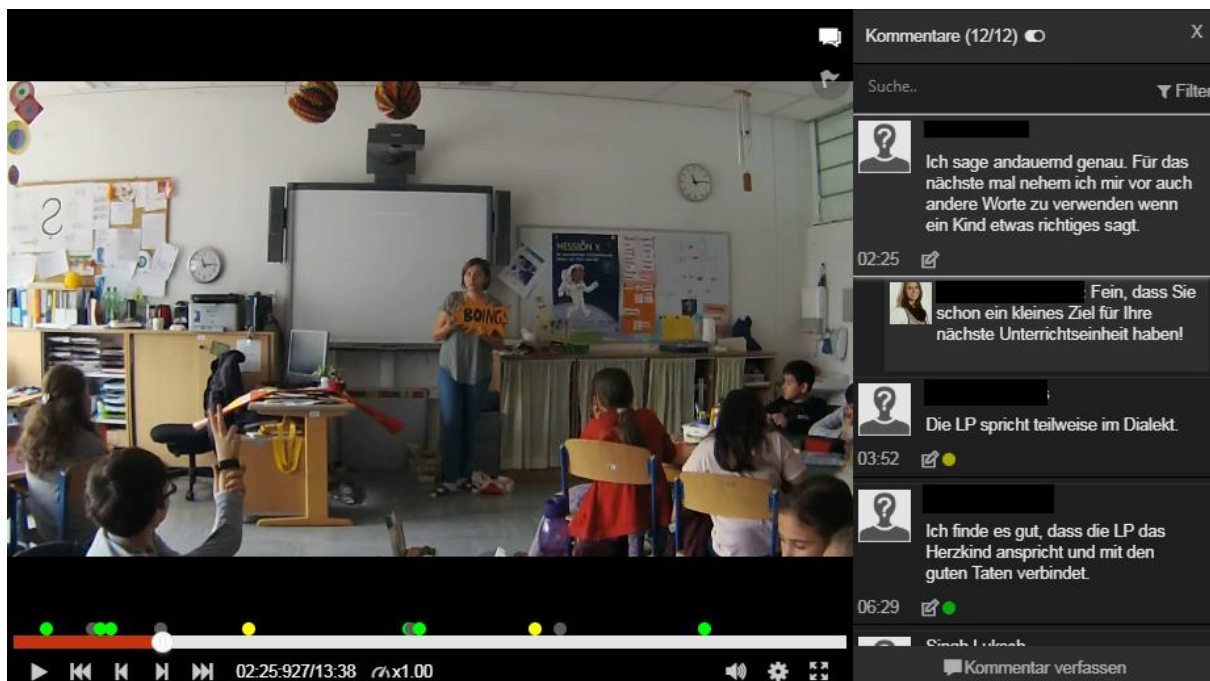 Kommentare (12/12)
X
Suche..
Filter
Ich sage andauernd genau. Für das
nächste mal nehem ich mir vor auch
andere Worte zu verwenden wenn
ein Kind etwas richtiges sagt.
02:25
: Fein, dass Sie
schon ein kleines Ziel für Ihre
nächste Unterrichtseinheit haben!
Die LP spricht teilweise im Dialekt.
03:52
Ich finde es gut, dass die LP das
Herzkind anspricht und mit den
guten Taten verbindet.
06:29
Kommentar verfassen
MISSION X
BOING!
02:25:927/13:38
x1.00